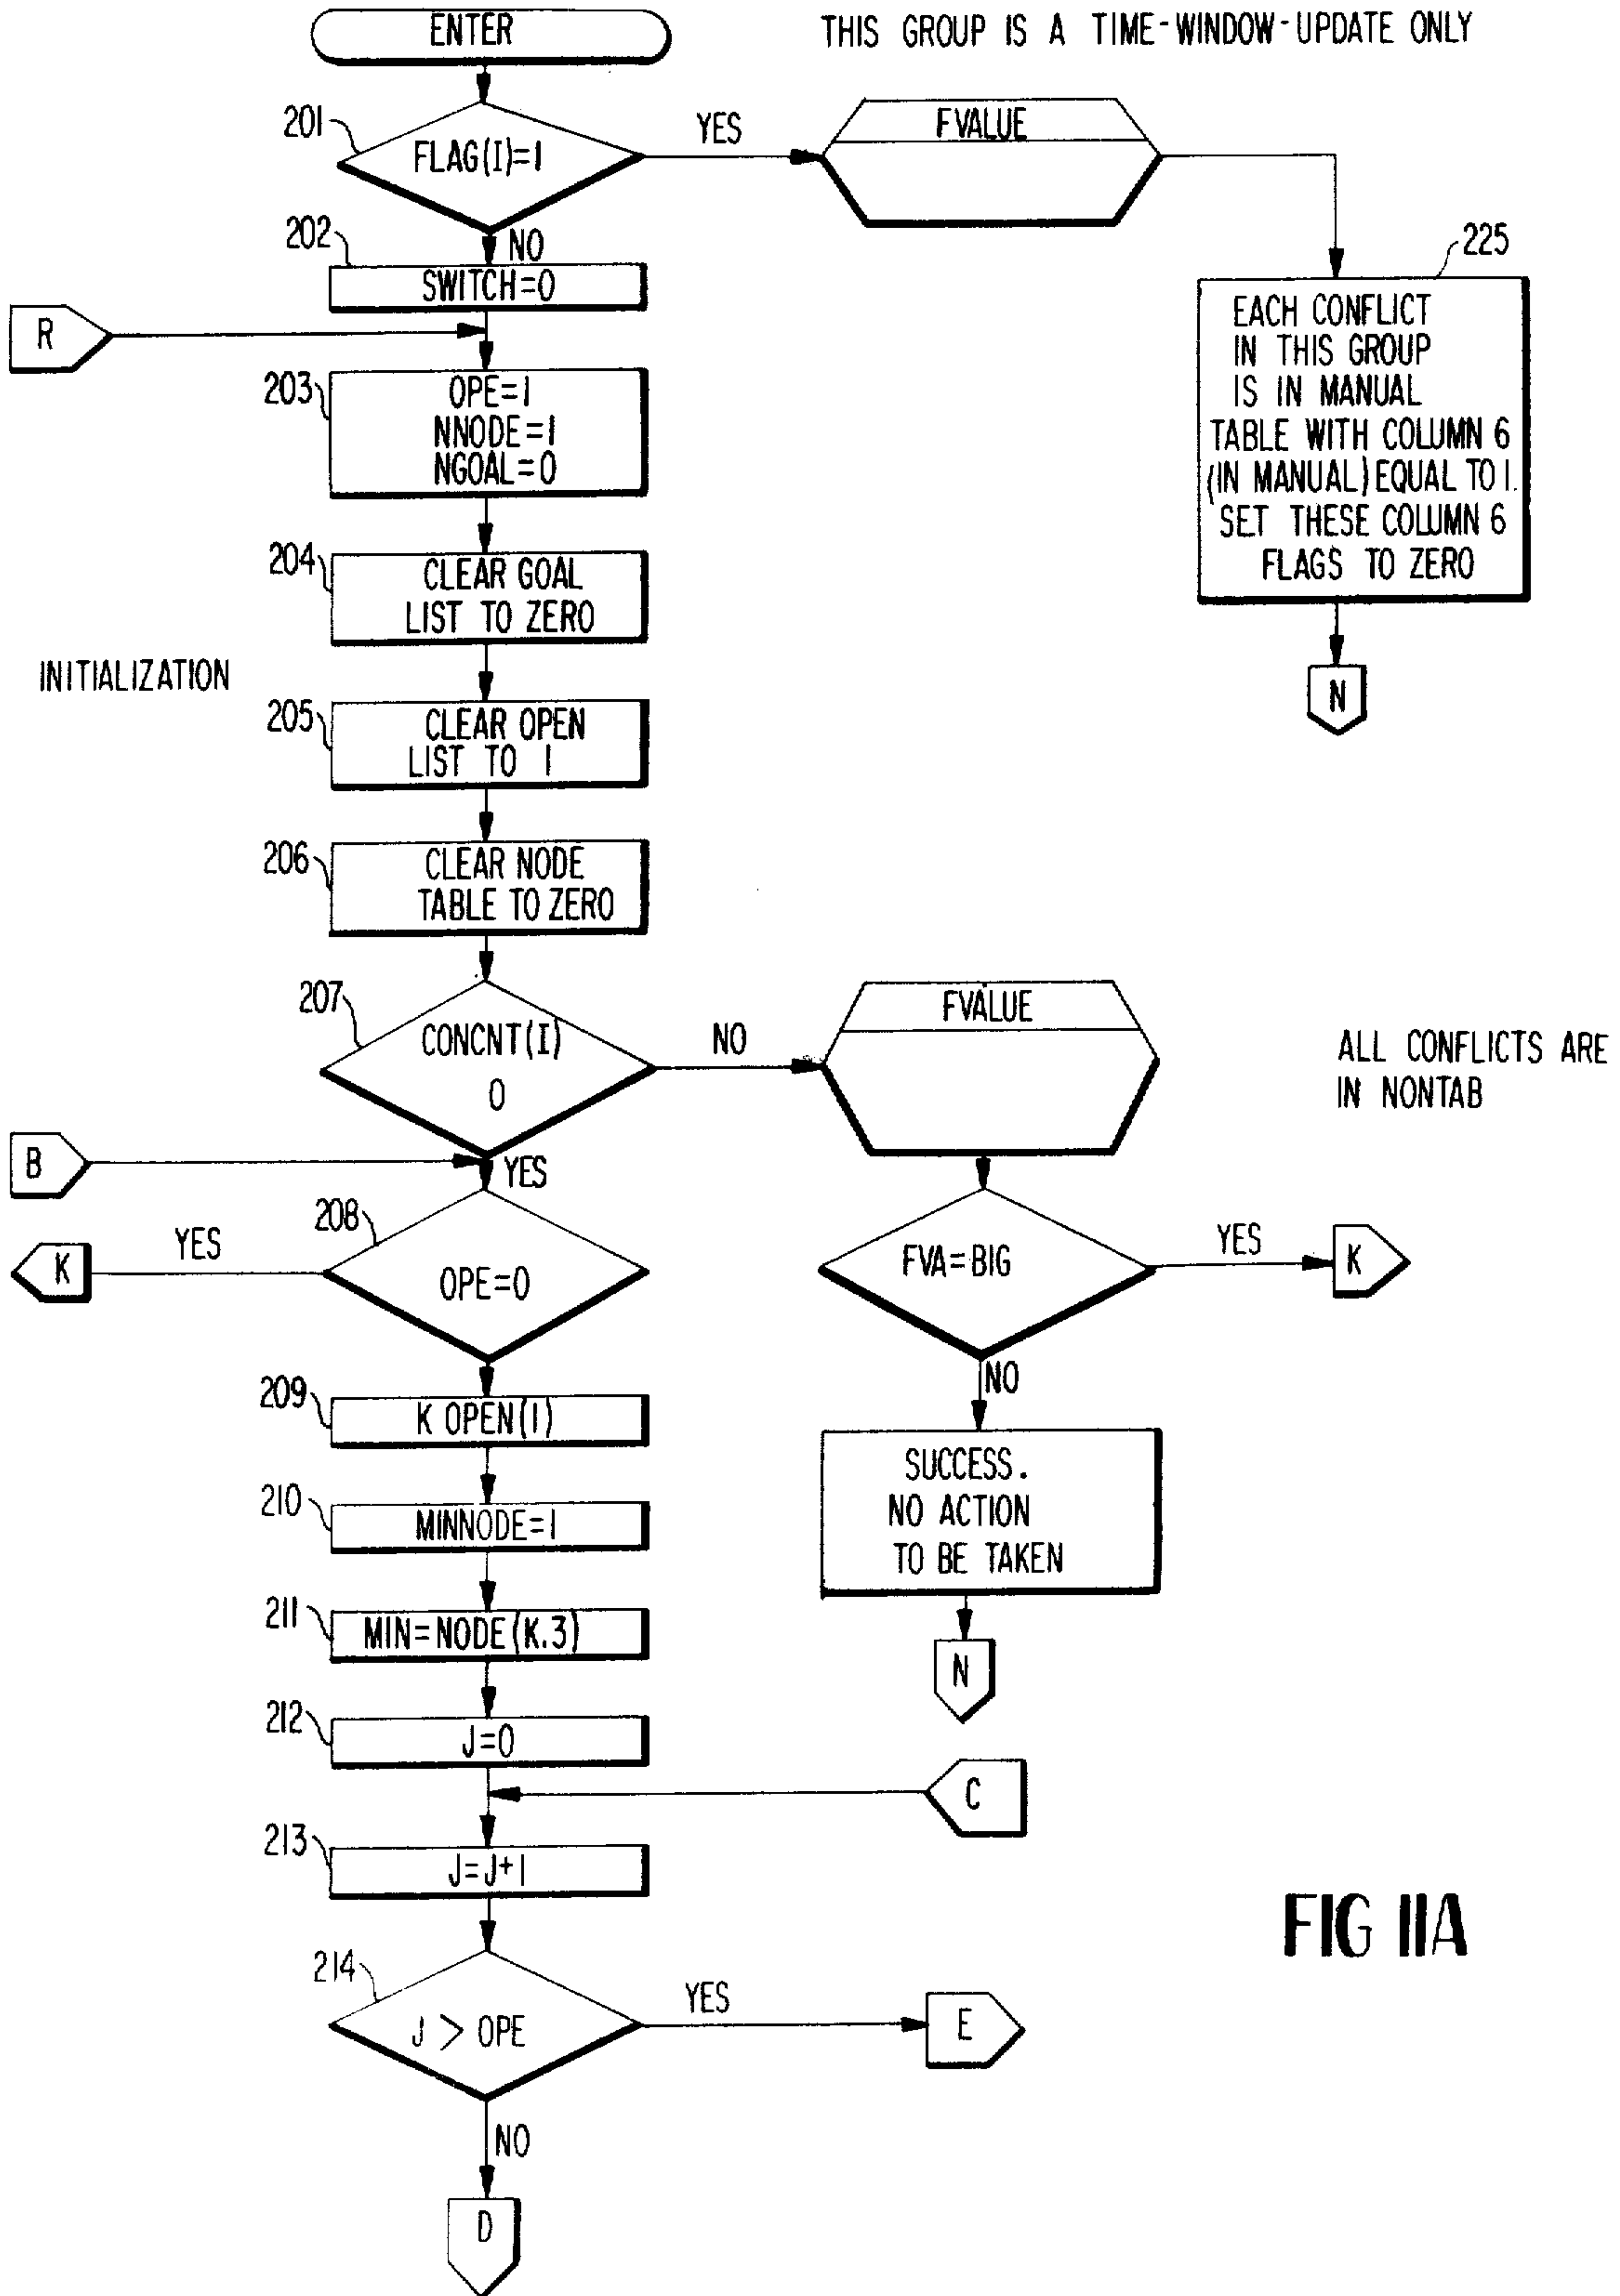 ENTER
THIS GROUP IS A TIME-WINDOW-UPDATE ONLY
201
FLAG(I)=1
YES
FVALUE
NO
202
SWITCH=0
225
EACH CONFLICT
IN THIS GROUP
IS IN MANUAL
TABLE WITH COLUMN 6
(IN MANUAL) EQUAL TO 1.
SET THESE COLUMN 6
FLAGS TO ZERO
N
R
203
OPE=1
NNODE=1
NGOAL=0
204
CLEAR GOAL
LIST TO ZERO
INITIALIZATION
205
CLEAR OPEN
LIST TO 1
206
CLEAR NODE
TABLE TO ZERO
207
CONCNT(I)
0
NO
FVALUE
ALL CONFLICTS ARE
IN NONTAB
B
YES
208
OPE=0
YES
K
FVA=BIG
YES
K
NO
209
K OPEN(1)
SUCCESS.
NO ACTION
TO BE TAKEN
N
210
MINNODE=1
211
MIN=NODE(K.3)
212
J=0
C
213
J=J+1
214
J > OPE
YES
E
NO
D
FIG 11A